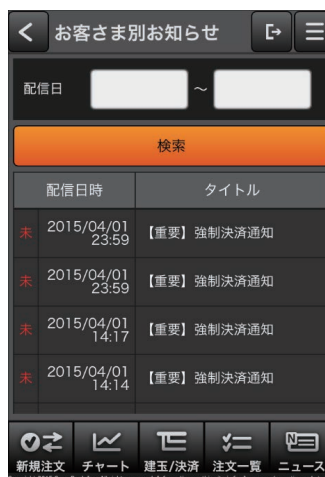 お客さま別お知らせ
配信日 ～
検索
配信日時 タイトル
未 2015/04/01 23:59 【重要】強制決済通知
未 2015/04/01 23:59 【重要】強制決済通知
未 2015/04/01 14:17 【重要】強制決済通知
未 2015/04/01 14:14 【重要】強制決済通知
新規注文 チャート 建玉/決済 注文一覧 ニュース